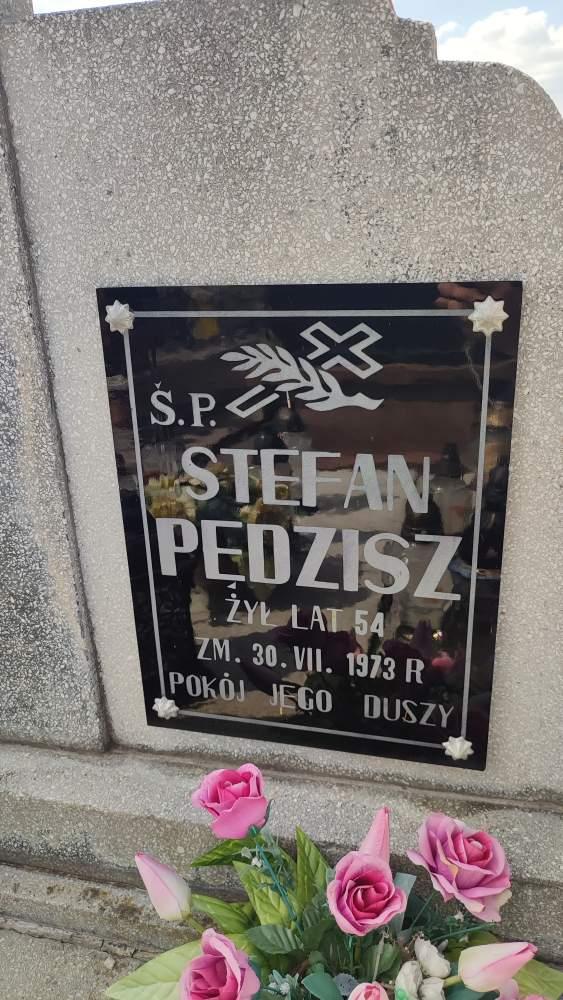 Ś.P.
STEFAN
PĘDZISZ
ŻYŁ LAT 54
ZM. 30.VII. 1973 R
POKÓJ JEGO DUSZY